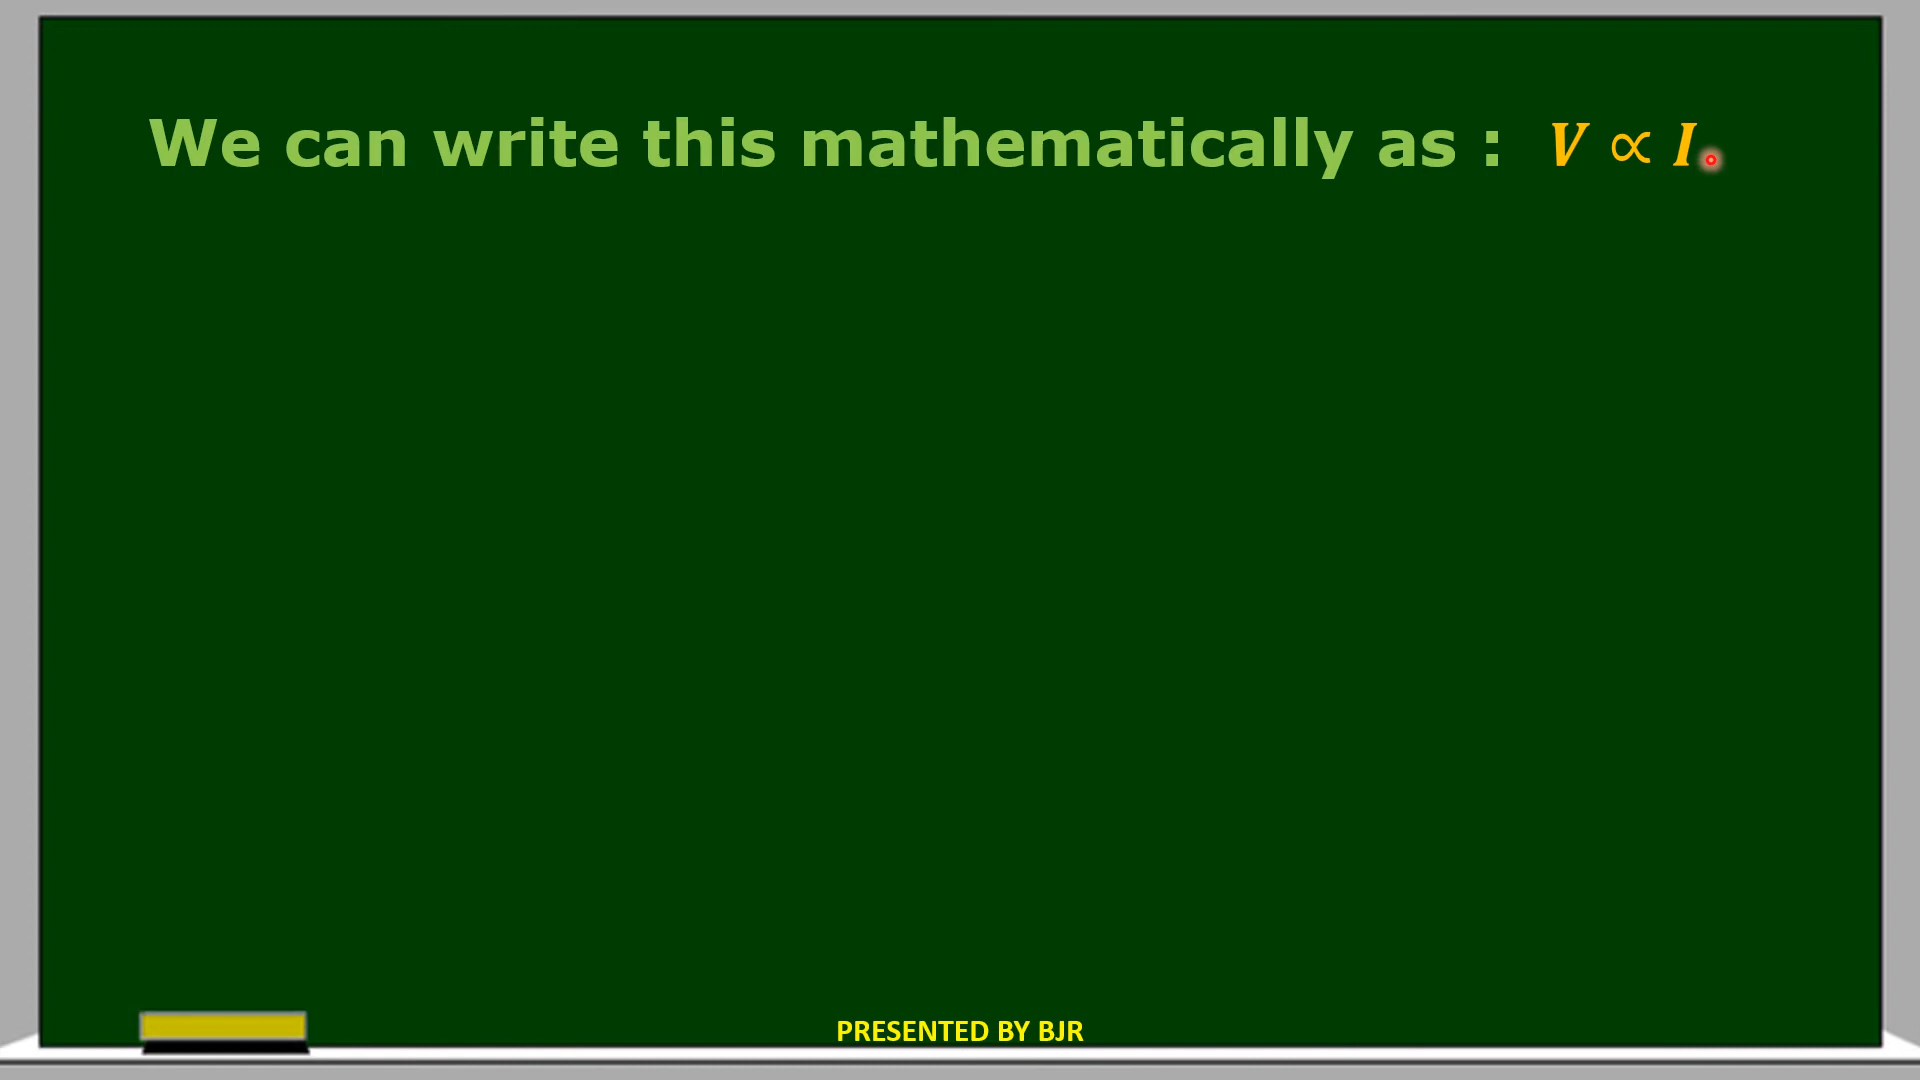 We can write this mathematically as : V ∝ I.
PRESENTED BY BJR